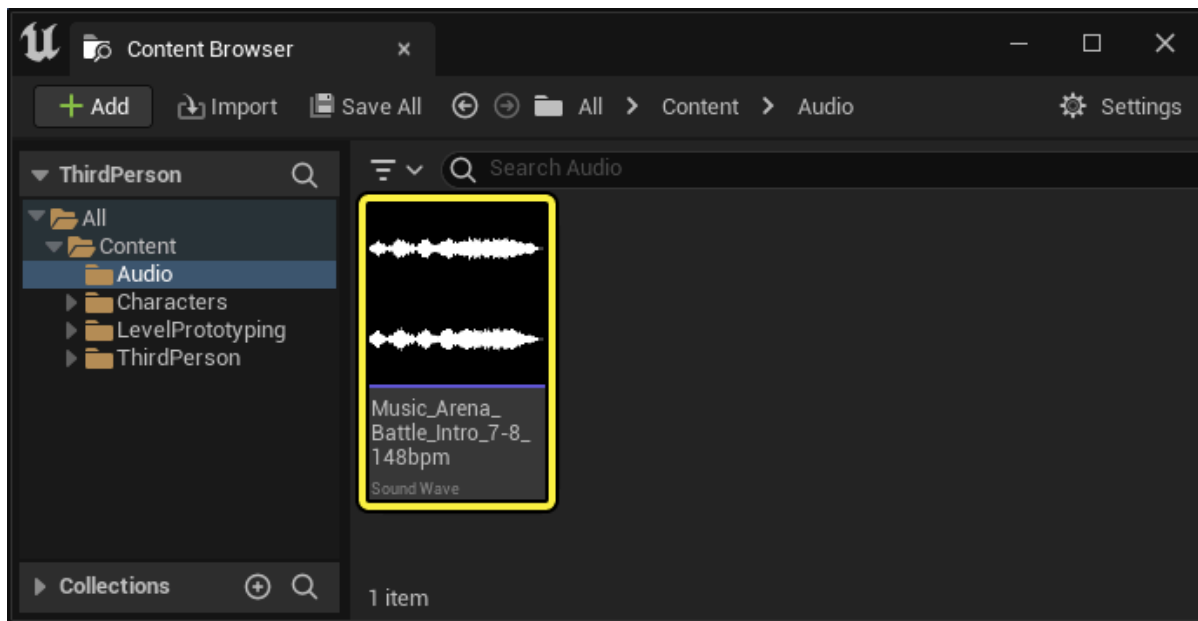 Content Browser
Add
Import
Save All
All > Content > Audio
Settings
ThirdPerson
Search Audio
All
Content
Audio
Characters
LevelPrototyping
ThirdPerson
Music_Arena_
Battle_Intro_7-8_
148bpm
Sound Wave
Collections
1 item